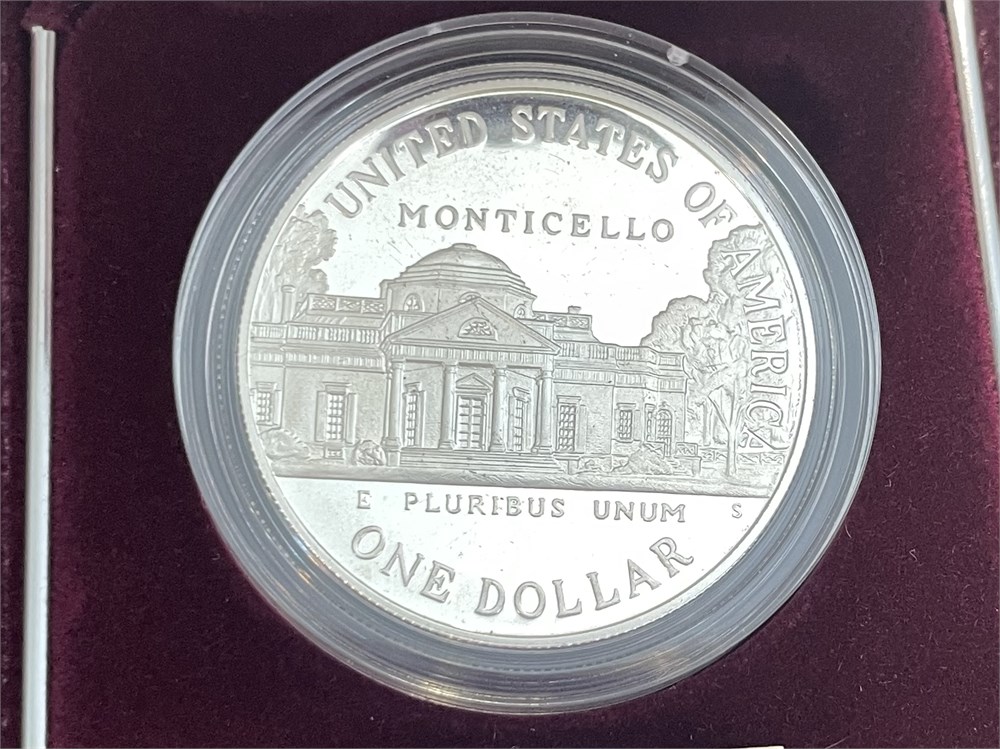 UNITED STATES OF AMERICA
MONTICELLO
E PLURIBUS UNUM S
ONE DOLLAR